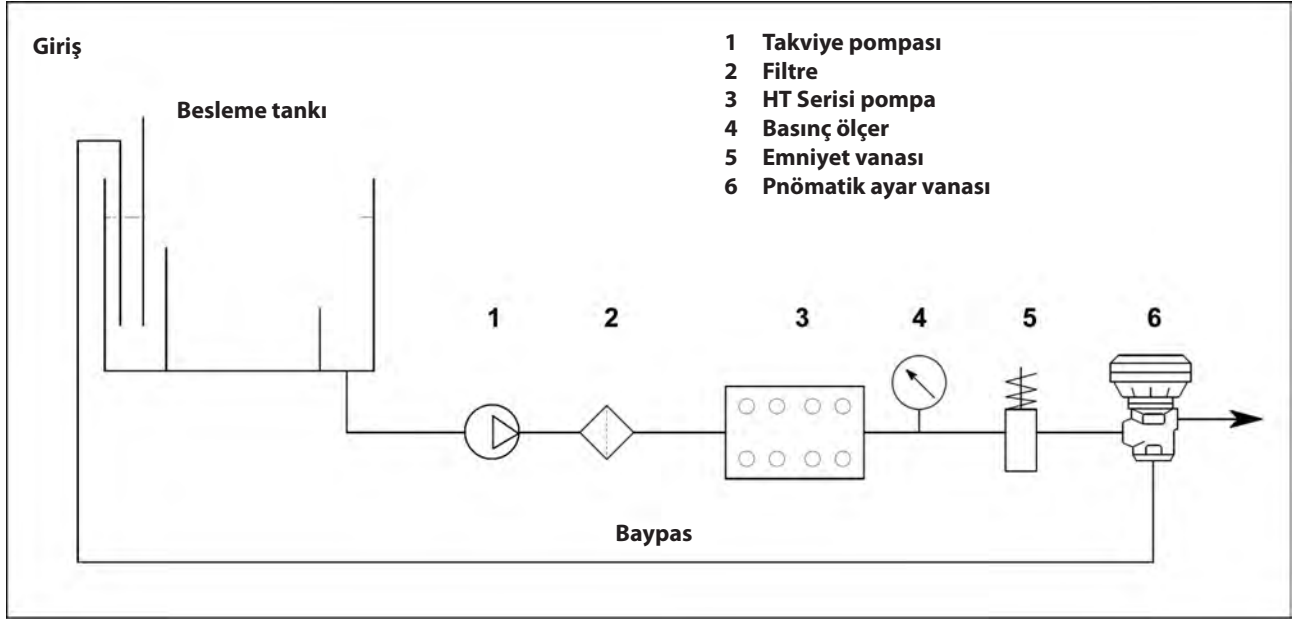 Giriş
Besleme tankı
1 Takviye pompası
2 Filtre
3 HT Serisi pompa
4 Basınç ölçer
5 Emniyet vanası
6 Pnömatik ayar vanası
1 2 3 4 5 6
Baypas